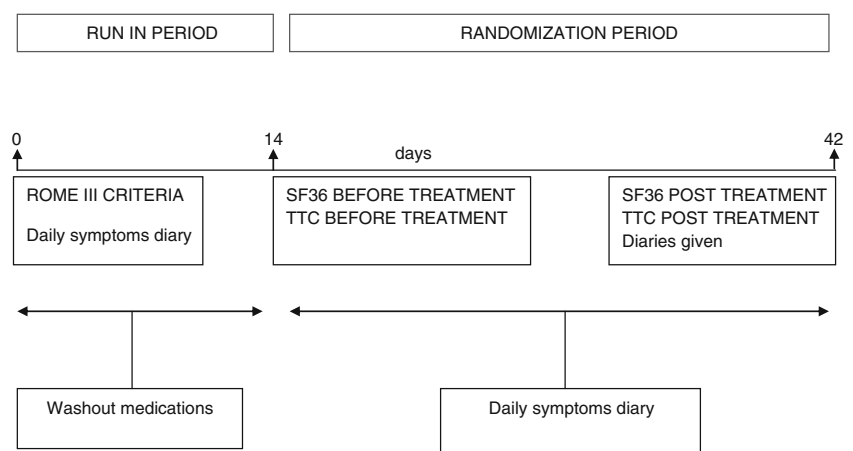 RUN IN PERIOD
RANDOMIZATION PERIOD
0
14
days
42
ROME III CRITERIA
Daily symptoms diary
SF36 BEFORE TREATMENT
TTC BEFORE TREATMENT
SF36 POST TREATMENT
TTC POST TREATMENT
Diaries given
Washout medications
Daily symptoms diary